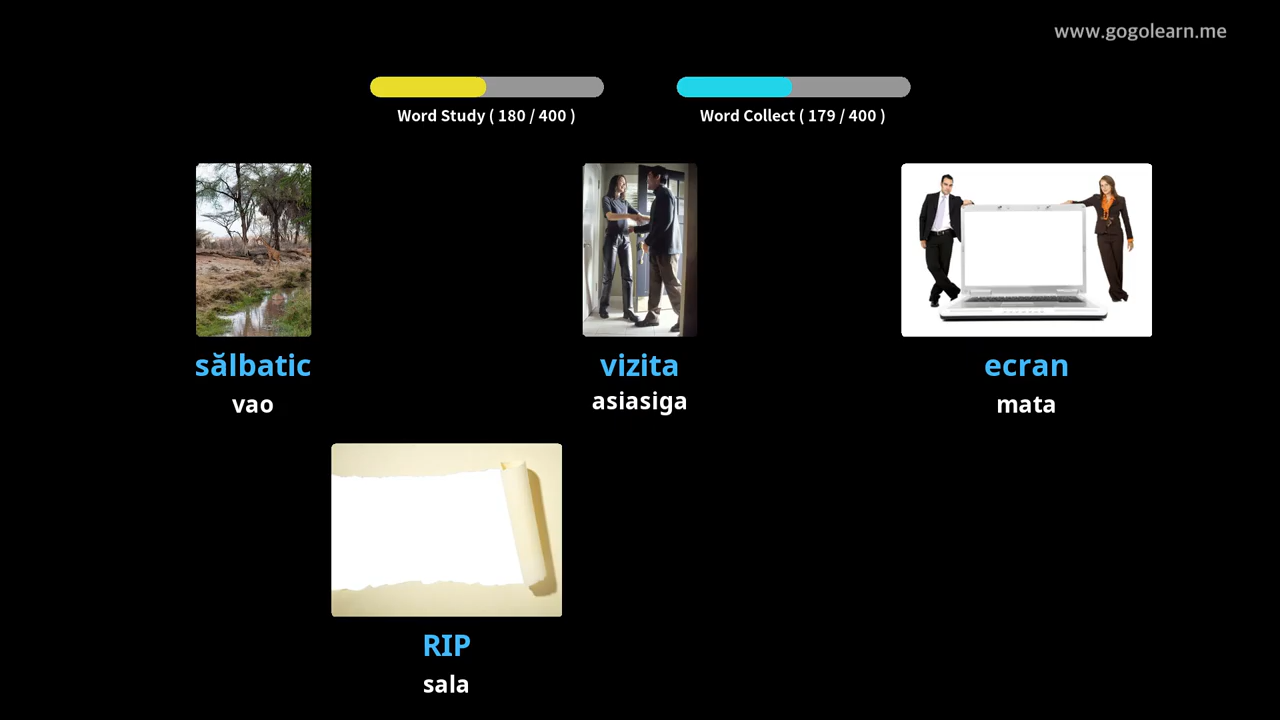 www.gogolearn.me
Word Study ( 180 / 400 )
Word Collect ( 179 / 400 )
sălbatic
vao
vizita
asiasiga
ecran
mata
RIP
sala